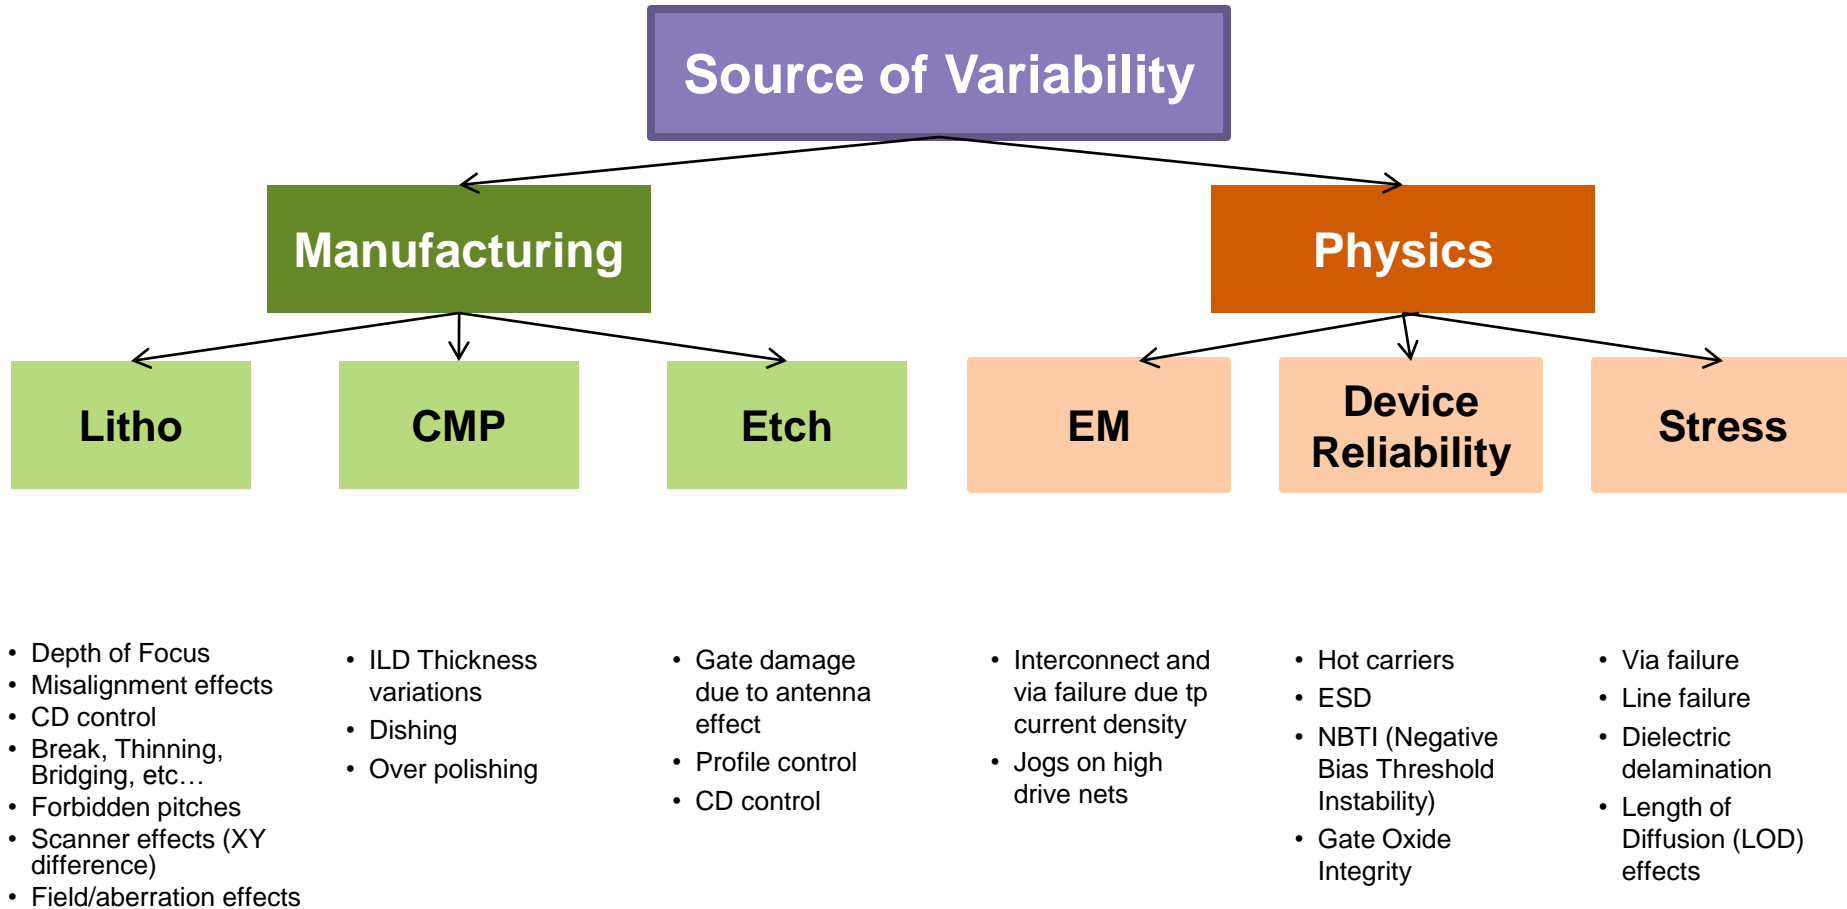 Source of Variability
Manufacturing
Physics
Litho
CMP
Etch
EM
Device
Reliability
Stress
• Depth of Focus
• Misalignment effects
• CD control
• Break, Thinning,
Bridging, etc…
• Forbidden pitches
• Scanner effects (XY
difference)
• Field/aberration effects
• ILD Thickness
variations
• Dishing
• Over polishing
• Gate damage
due to antenna
effect
• Profile control
• CD control
• Interconnect and
via failure due tp
current density
• Jogs on high
drive nets
• Hot carriers
• ESD
• NBTI (Negative
Bias Threshold
Instability)
• Gate Oxide
Integrity
• Via failure
• Line failure
• Dielectric
delamination
• Length of
Diffusion (LOD)
effects